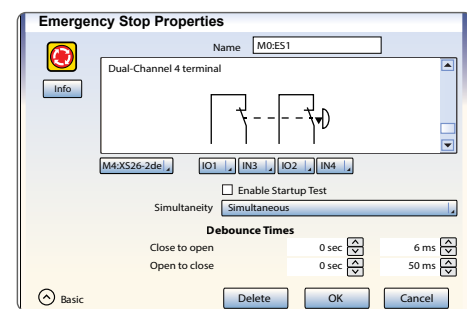 Emergency Stop Properties
Name M0:ES1
Info
Dual-Channel 4 terminal
M4:XS26-2de IO1 IN3 IO2 IN4
Enable Startup Test
Simultaneity Simultaneous
Debounce Times
Close to open 0 sec 6 ms
Open to close 0 sec 50 ms
Basic Delete OK Cancel